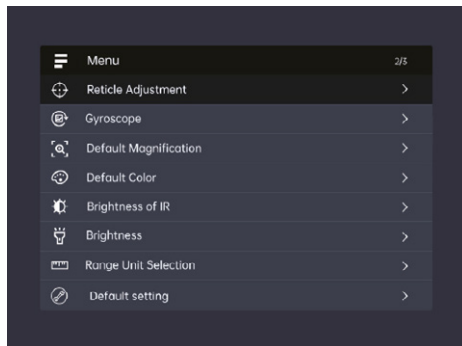 Menu 2/3
Reticle Adjustment
Gyroscope
Default Magnification
Default Color
Brightness of IR
Brightness
Range Unit Selection
Default setting